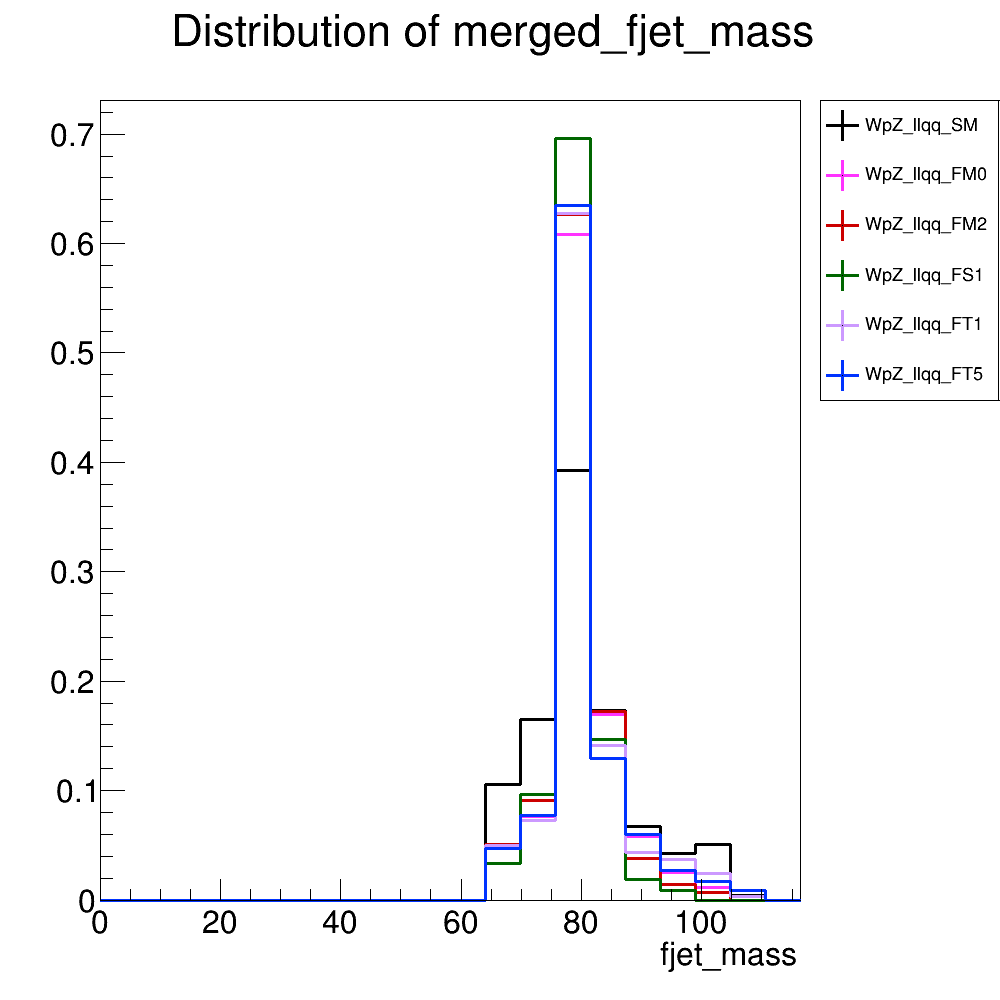 Distribution of merged_fjet_mass
WpZ_llqq_SM
WpZ_llqq_FM0
WpZ_llqq_FM2
WpZ_llqq_FS1
WpZ_llqq_FT1
WpZ_llqq_FT5
0.7
0.6
0.5
0.4
0.3
0.2
0.1
0
0 20 40 60 80 100
fjet_mass